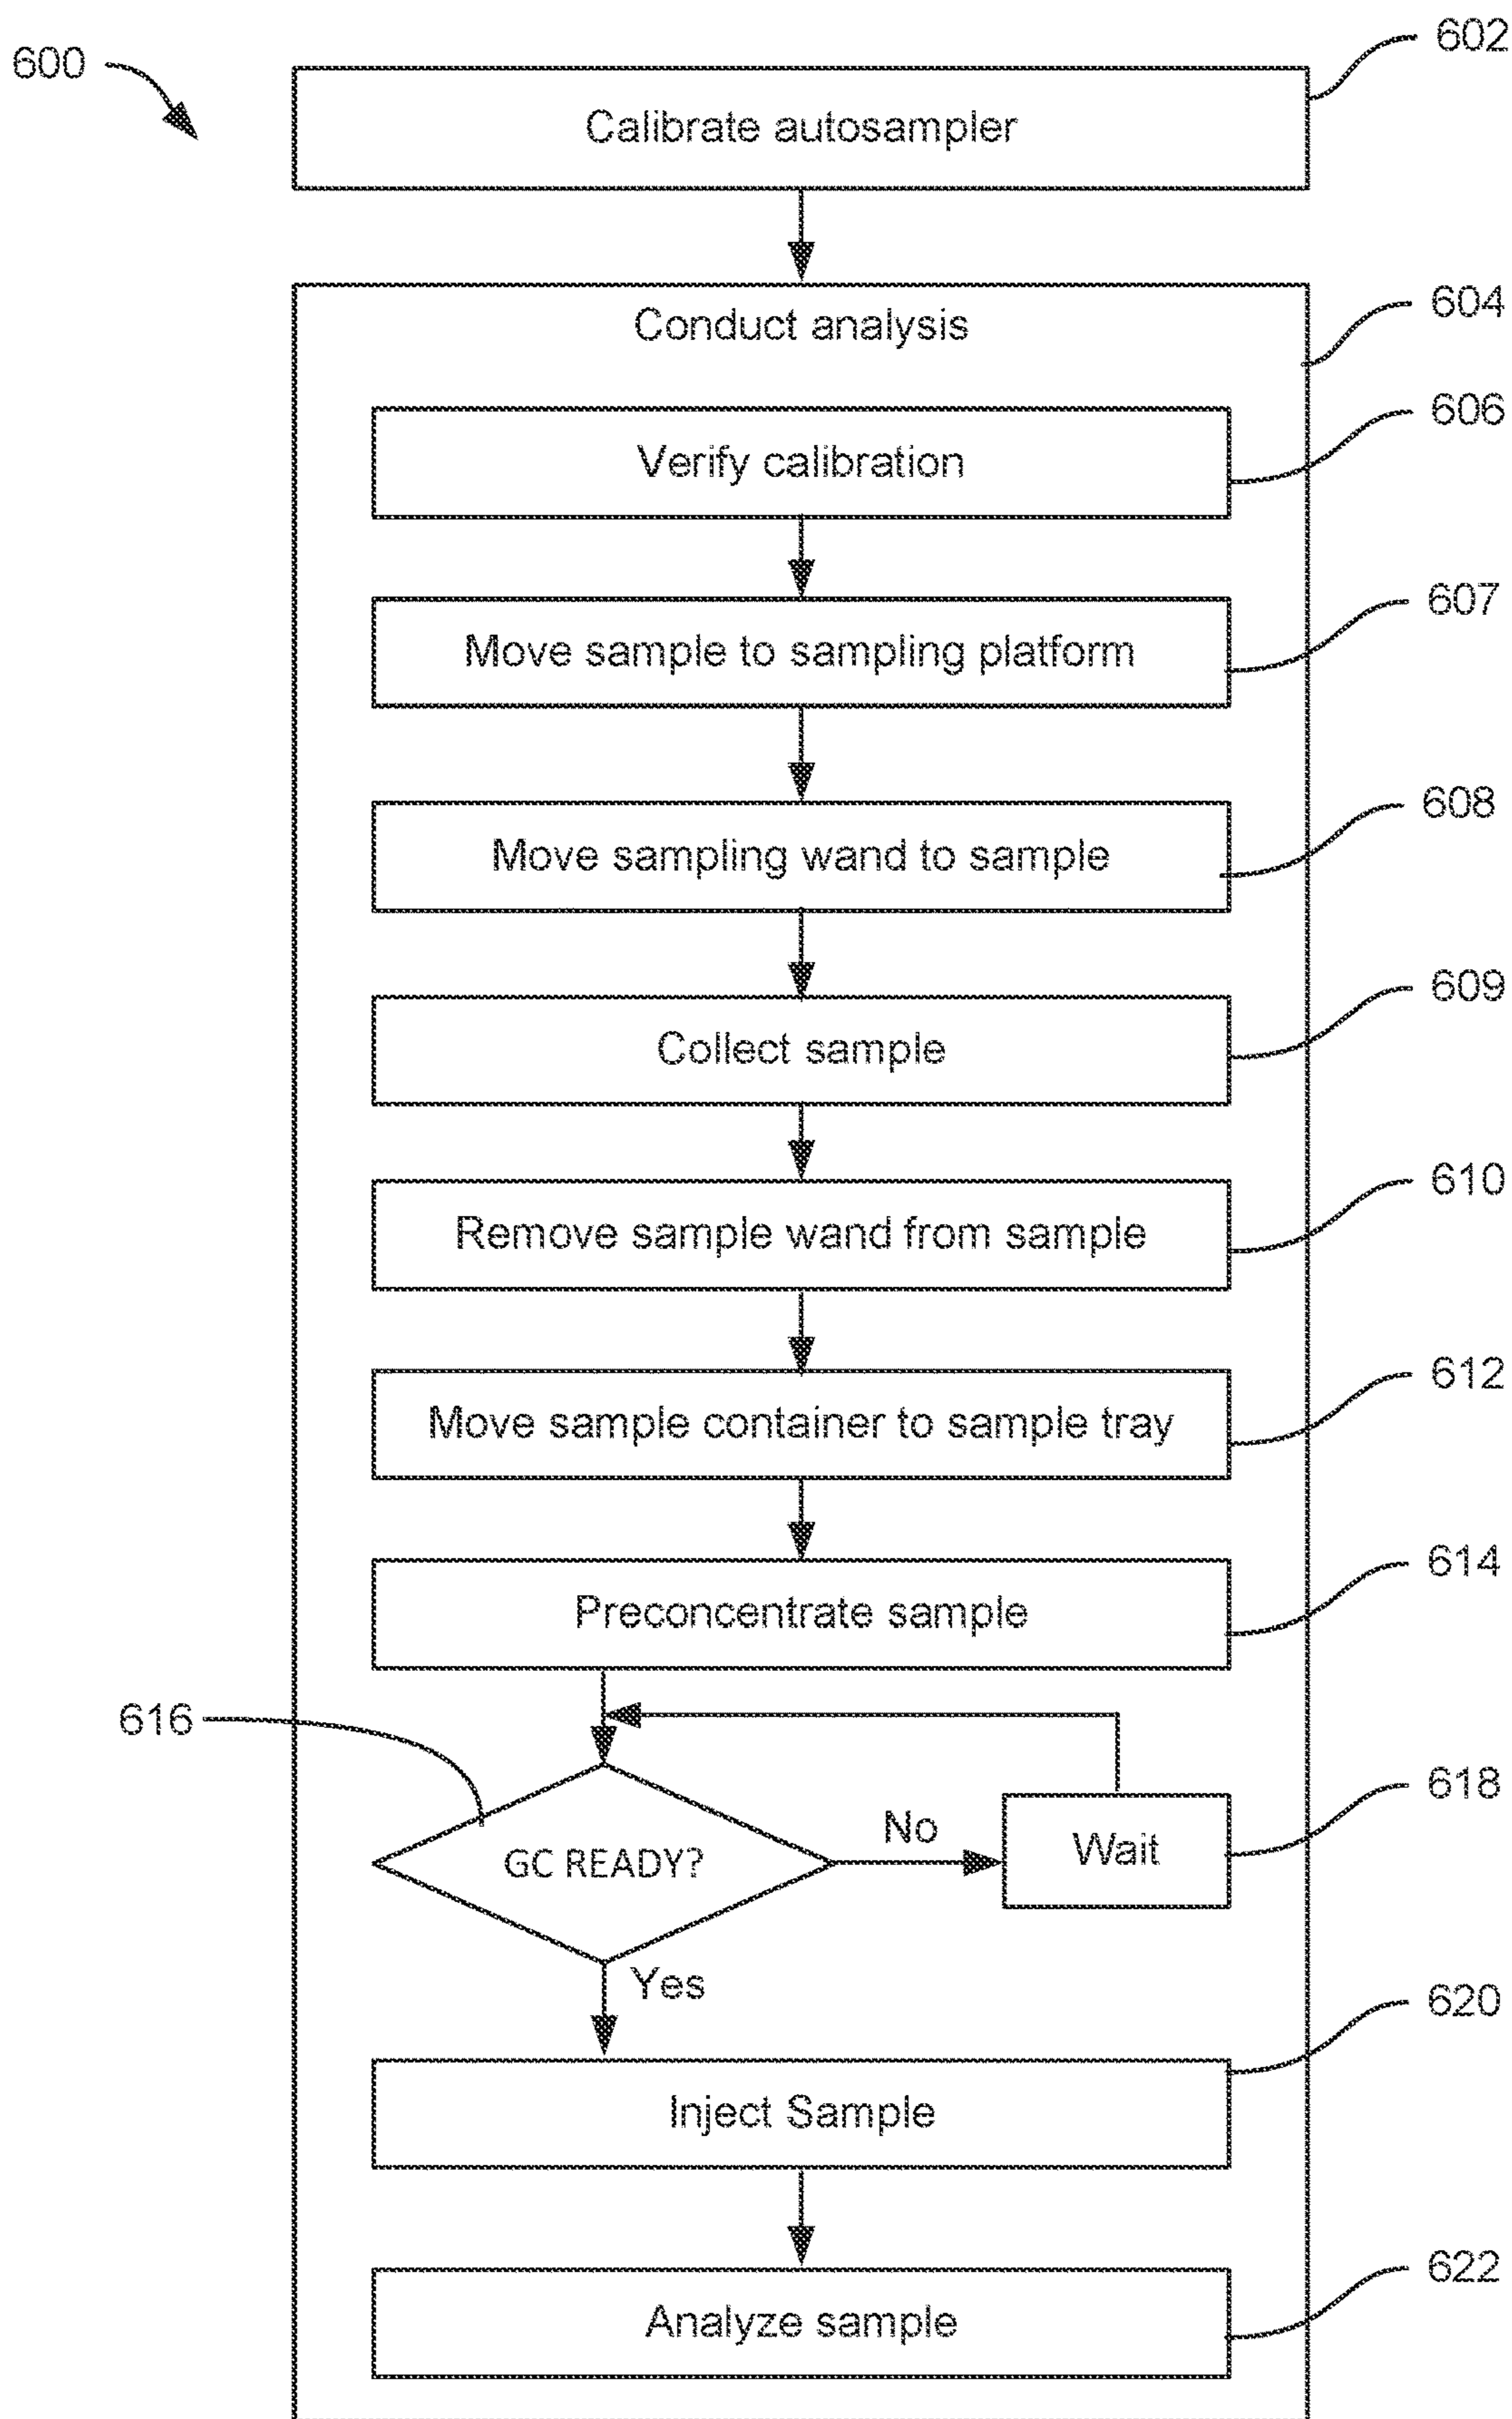 602
600
Calibrate autosampler
604
Conduct analysis
606
Verify calibration
607
Move sample to sampling platform
608
Move sampling wand to sample
609
Collect sample
610
Remove sample wand from sample
612
Move sample container to sample tray
614
Preconcentrate sample
616
618
No
Wait
GC READY?
Yes
620
Inject Sample
622
Analyze sample